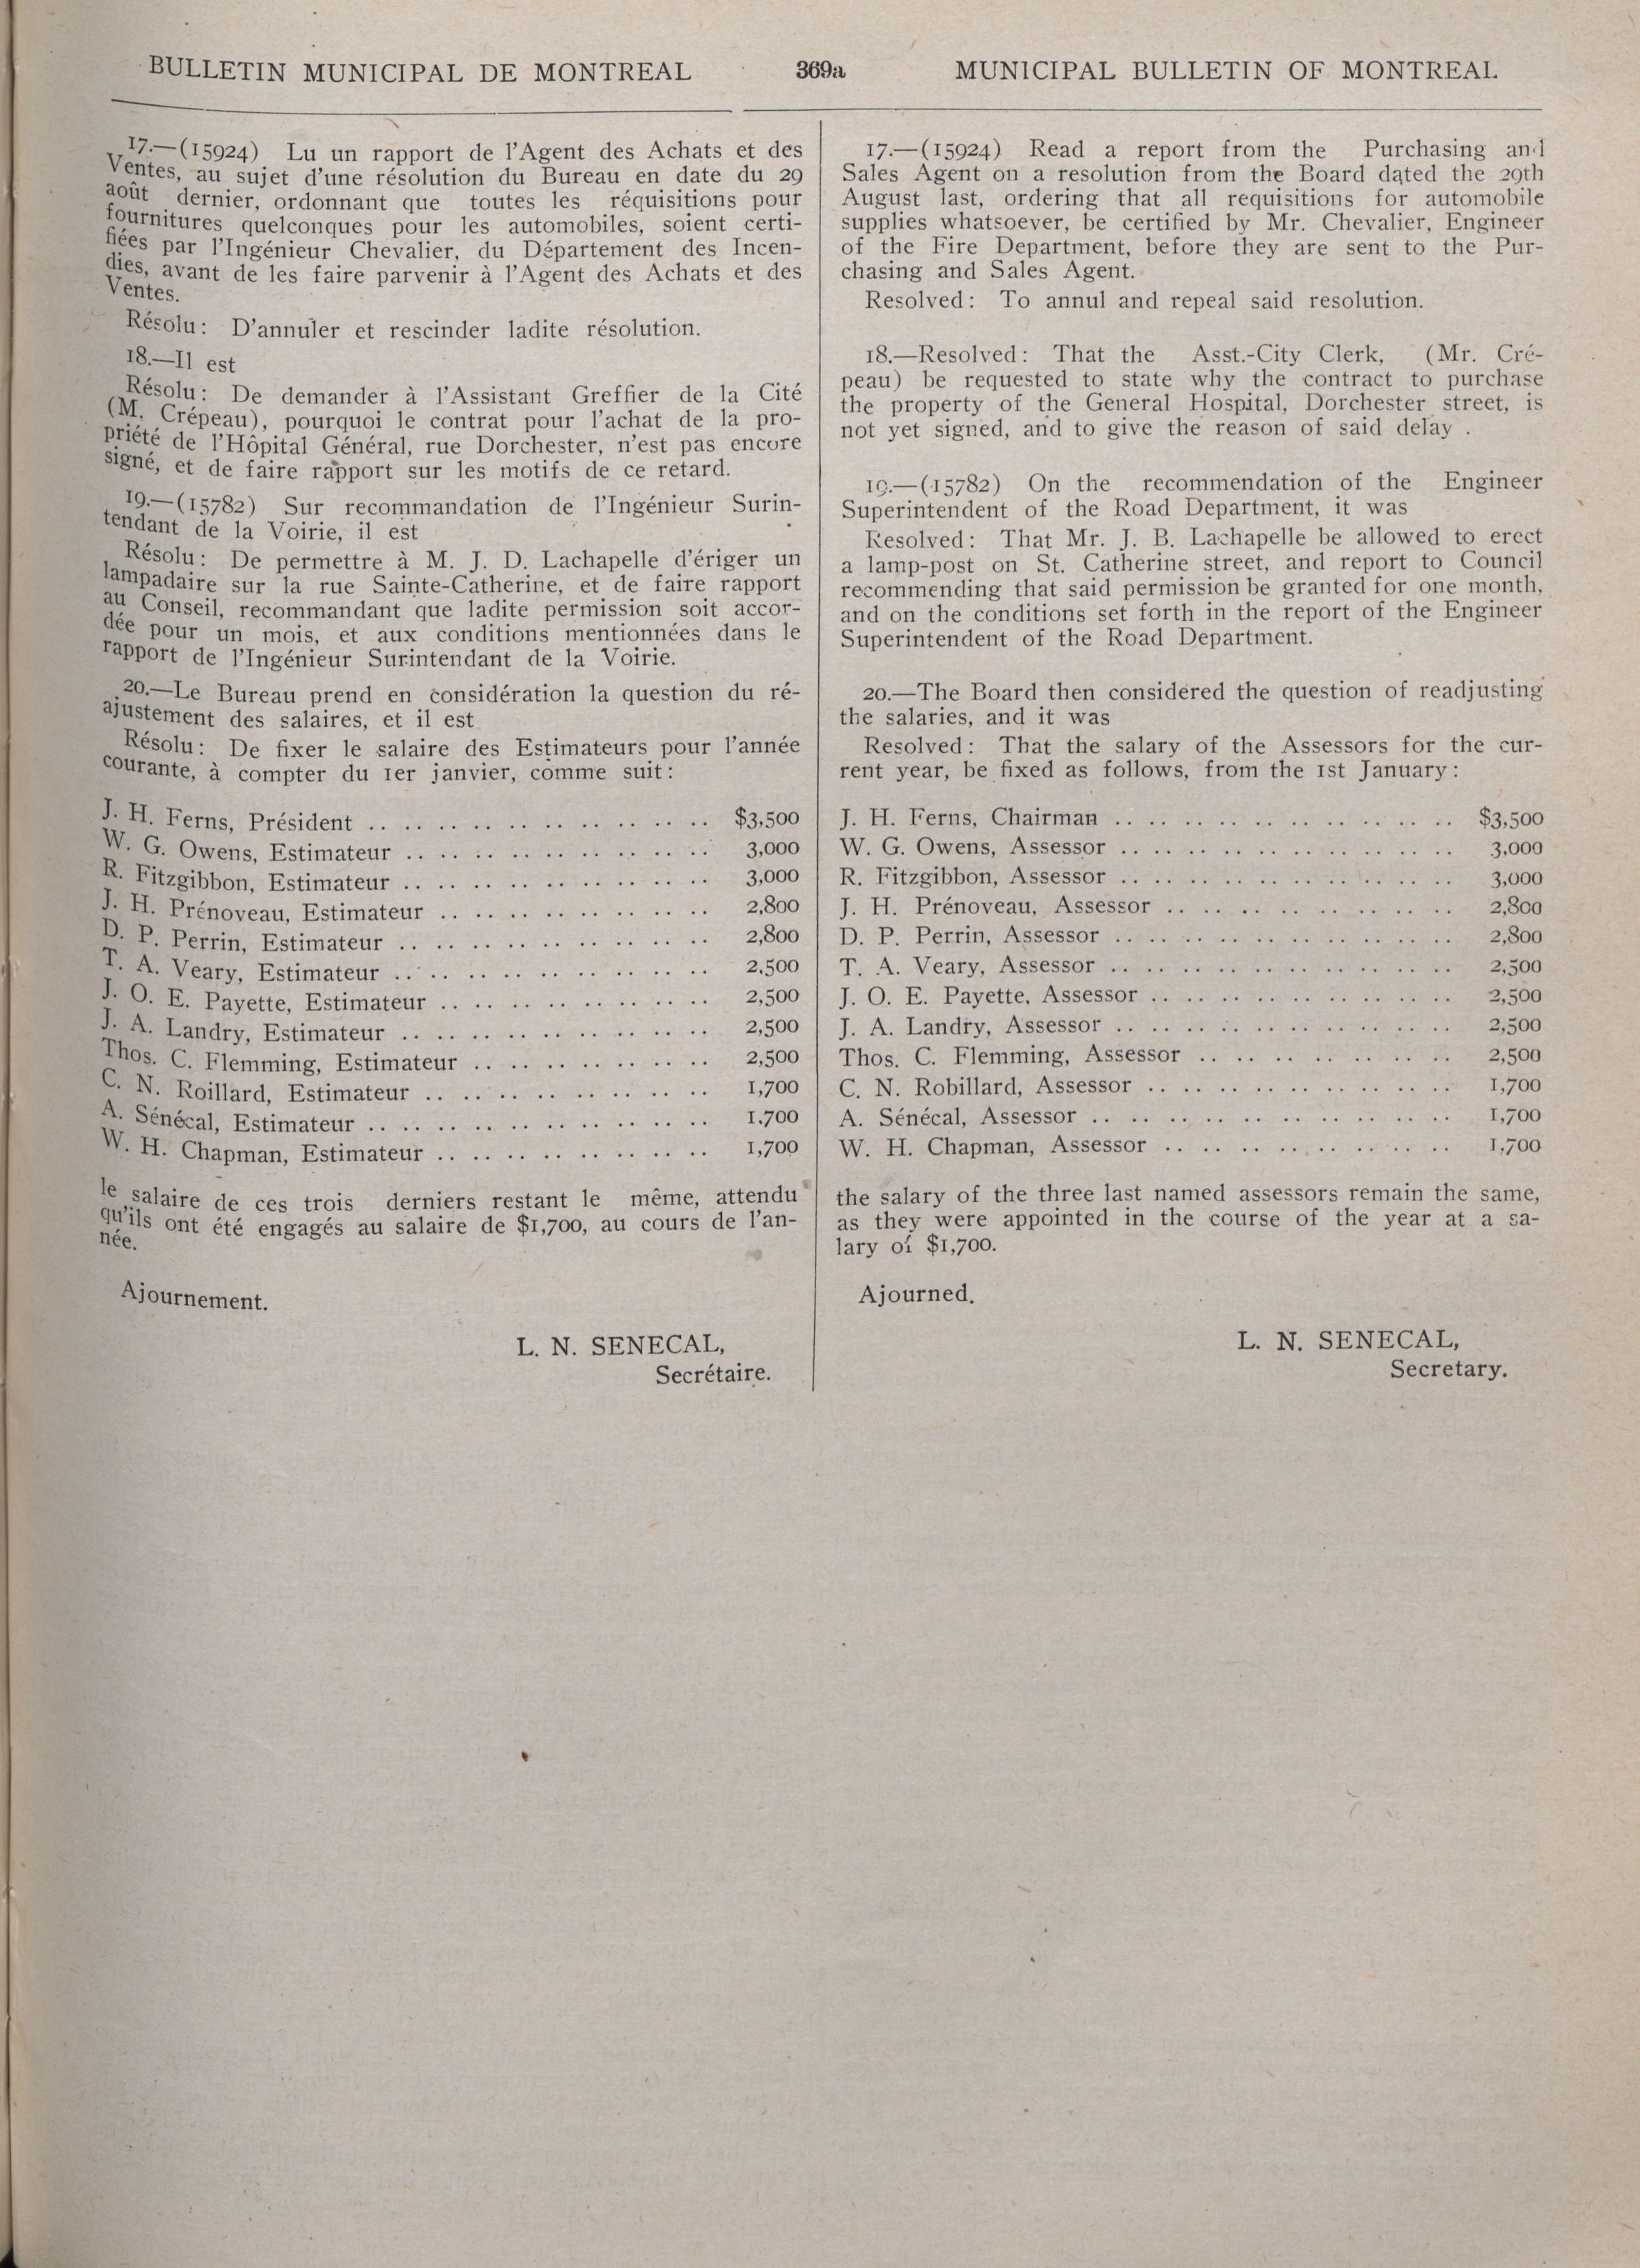 BULLETIN MUNICIPAL DE MONTREAL 369a MUNICIPAL BULLETIN OF MONTREAL
17.—(15924) Lu un rapport de l'Agent des Achats et des
Ventes, au sujet d'une résolution du Bureau en date du 29
août dernier, ordonnant que toutes les réquisitions pour
fournitures quelconques pour les automobiles, soient certi-
fiées par l'Ingénieur Chevalier, du Département des Incen-
dies, avant de les faire parvenir à l'Agent des Achats et des
Ventes.
Résolu: D'annuler et rescinder ladite résolution.
18.—Il est
Résolu: De demander à l'Assistant Greffier de la Cité
(M. Crépeau), pourquoi le contrat pour l'achat de la pro-
priété de l'Hôpital Général, rue Dorchester, n'est pas encore
signé, et de faire rapport sur les motifs de ce retard.
19.—(15782) Sur recommandation de l'Ingénieur Surin-
tendant de la Voirie, il est
Résolu: De permettre à M. J. D. Lachapelle d'ériger un
lampadaire sur la rue Sainte-Catherine, et de faire rapport
au Conseil, recommandant que ladite permission soit accor-
dée pour un mois, et aux conditions mentionnées dans le
rapport de l'Ingénieur Surintendant de la Voirie.
20.—Le Bureau prend en considération la question du ré-
ajustement des salaires, et il est
Résolu: De fixer le salaire des Estimateurs pour l'année
courante, à compter du 1er janvier, comme suit:
J. H. Ferns, Président .. .. .. .. .. .. .. .. .. .. $3,500
W. G. Owens, Estimateur .. .. .. .. .. .. .. .. .. 3,000
R. Fitzgibbon, Estimateur .. .. .. .. .. .. .. .. .. 3,000
J. H. Prénoveau, Estimateur .. .. .. .. .. .. .. .. 2,800
D. P. Perrin, Estimateur .. .. .. .. .. .. .. .. .. 2,800
T. A. Veary, Estimateur .. .. .. .. .. .. .. .. .. 2,500
J. O. E. Payette, Estimateur .. .. .. .. .. .. .. .. 2,500
J. A. Landry, Estimateur .. .. .. .. .. .. .. .. .. 2,500
Thos. C. Flemming, Estimateur .. .. .. .. .. .. .. 2,500
C. N. Roillard, Estimateur .. .. .. .. .. .. .. .. .. 1,700
A. Sénécal, Estimateur .. .. .. .. .. .. .. .. .. .. 1.700
W. H. Chapman, Estimateur .. .. .. .. .. .. .. .. 1,700
le salaire de ces trois derniers restant le même, attendu
qu'ils ont été engagés au salaire de $1,700, au cours de l'an-
née.
Ajournement.
L. N. SENECAL,
Secrétaire.
17.—(15924) Read a report from the Purchasing and
Sales Agent on a resolution from the Board dated the 29th
August last, ordering that all requisitions for automobile
supplies whatsoever, be certified by Mr. Chevalier, Engineer
of the Fire Department, before they are sent to the Pur-
chasing and Sales Agent.
Resolved: To annul and repeal said resolution.
18.—Resolved: That the Asst.-City Clerk, (Mr. Cré-
peau) be requested to state why the contract to purchase
the property of the General Hospital, Dorchester street, is
not yet signed, and to give the reason of said delay .
19.—(15782) On the recommendation of the Engineer
Superintendent of the Road Department, it was
Resolved: That Mr. J. B. Lachapelle be allowed to erect
a lamp-post on St. Catherine street, and report to Council
recommending that said permission be granted for one month,
and on the conditions set forth in the report of the Engineer
Superintendent of the Road Department.
20.—The Board then considered the question of readjusting
the salaries, and it was
Resolved: That the salary of the Assessors for the cur-
rent year, be fixed as follows, from the 1st January:
J. H. Ferns, Chairman .. .. .. .. .. .. .. .. .. .. $3,500
W. G. Owens, Assessor .. .. .. .. .. .. .. .. .. .. 3,000
R. Fitzgibbon, Assessor .. .. .. .. .. .. .. .. .. .. 3,000
J. H. Prénoveau, Assessor .. .. .. .. .. .. .. .. .. 2,800
D. P. Perrin, Assessor .. .. .. .. .. .. .. .. .. .. 2,800
T. A. Veary, Assessor .. .. .. .. .. .. .. .. .. .. 2,500
J. O. E. Payette, Assessor .. .. .. .. .. .. .. .. .. 2,500
J. A. Landry, Assessor .. .. .. .. .. .. .. .. .. .. 2,500
Thos. C. Flemming, Assessor .. .. .. .. .. .. .. .. 2,500
C. N. Robillard, Assessor .. .. .. .. .. .. .. .. .. 1,700
A. Sénécal, Assessor .. .. .. .. .. .. .. .. .. .. .. 1,700
W. H. Chapman, Assessor .. .. .. .. .. .. .. .. .. 1,700
the salary of the three last named assessors remain the same,
as they were appointed in the course of the year at a sa-
lary of $1,700.
Ajourned.
L. N. SENECAL,
Secretary.